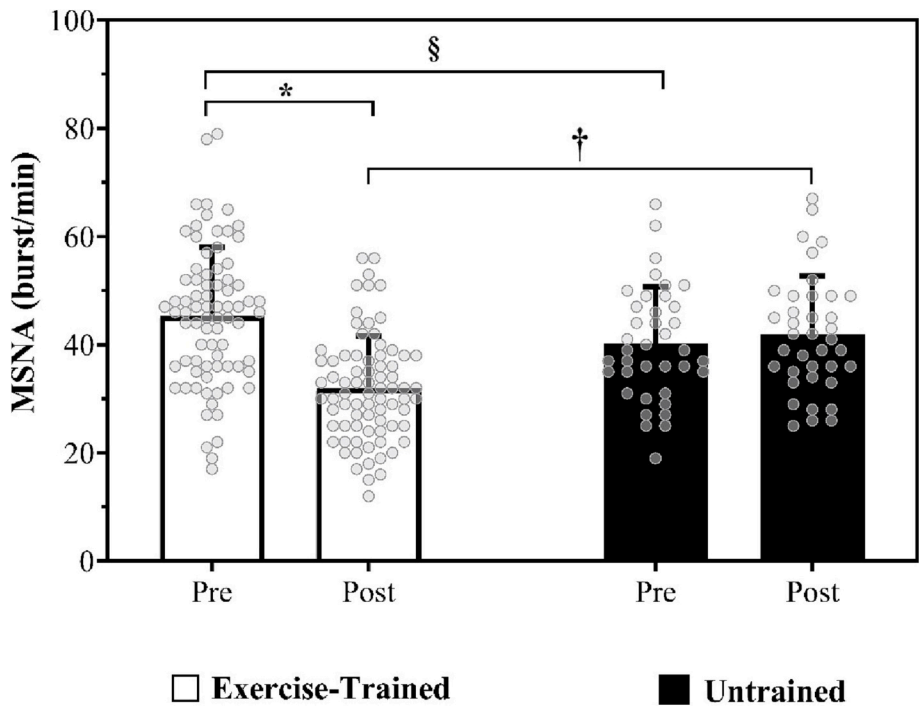 MSNA (burst/min)
100
80
60
40
20
0
§
*
†
Pre
Post
Pre
Post
Exercise-Trained
Untrained